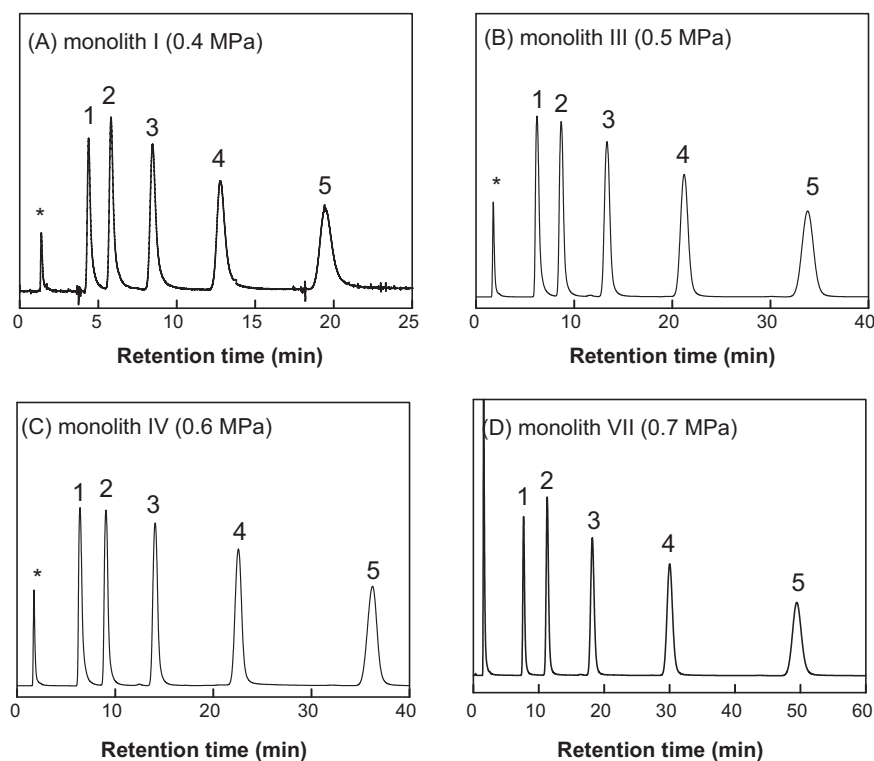 (A) monolith I (0.4 MPa)
1
2
3
4
5
*
0 5 10 15 20 25
Retention time (min)
(B) monolith III (0.5 MPa)
1
2
3
4
5
*
0 10 20 30 40
Retention time (min)
(C) monolith IV (0.6 MPa)
1
2
3
4
5
*
0 10 20 30 40
Retention time (min)
(D) monolith VII (0.7 MPa)
1
2
3
4
5
0 10 20 30 40 50 60
Retention time (min)